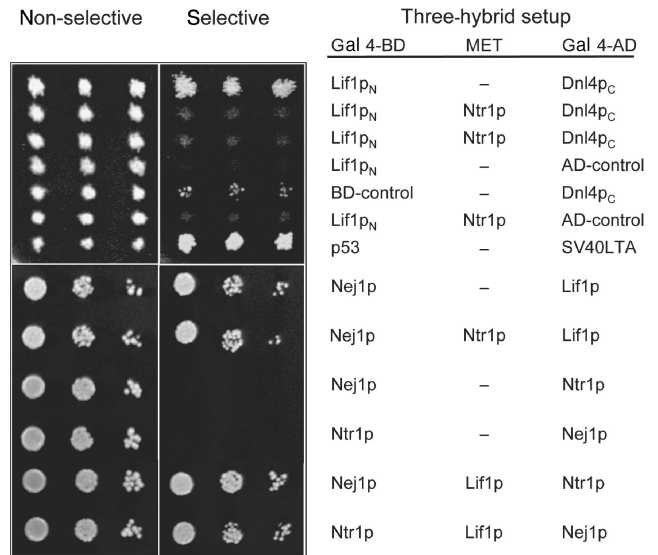 Non-selective Selective Three-hybrid setup
Gal 4-BD MET Gal 4-AD
Lif1pN – Dnl4pC
Lif1pN Ntr1p Dnl4pC
Lif1pN Ntr1p Dnl4pC
Lif1pN – AD-control
BD-control – Dnl4pC
Lif1pN Ntr1p AD-control
p53 – SV40LTA
Nej1p – Lif1p
Nej1p Ntr1p Lif1p
Nej1p – Ntr1p
Ntr1p – Nej1p
Nej1p Lif1p Ntr1p
Ntr1p Lif1p Nej1p